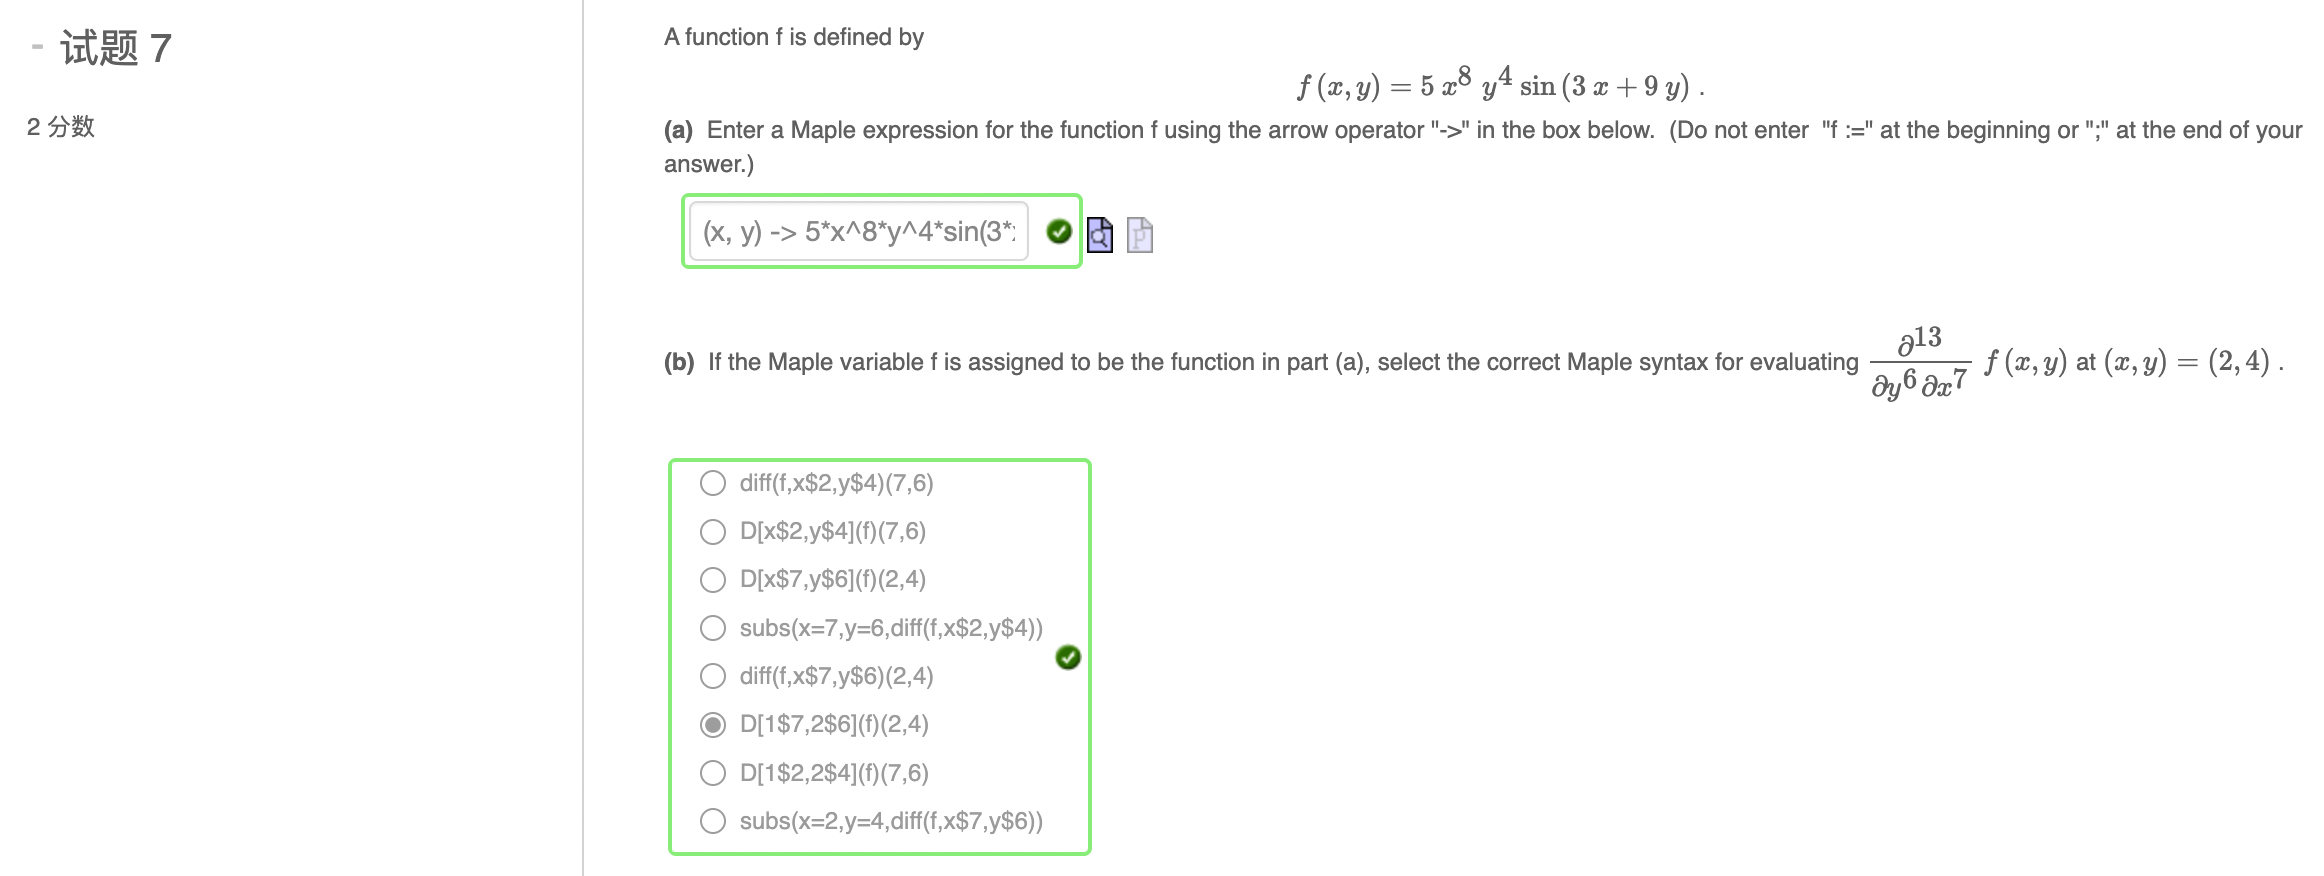 - 试题 7
2 分数
A function f is defined by
f (x, y) = 5 x^8 y^4 sin (3 x + 9 y) .
(a) Enter a Maple expression for the function f using the arrow operator "->" in the box below. (Do not enter "f :=" at the beginning or ";" at the end of your
answer.)
(x, y) -> 5*x^8*y^4*sin(3*
(b) If the Maple variable f is assigned to be the function in part (a), select the correct Maple syntax for evaluating ∂^13/∂y^6 ∂x^7 f (x, y) at (x, y) = (2, 4) .
diff(f,x$2,y$4)(7,6)
D[x$2,y$4](f)(7,6)
D[x$7,y$6](f)(2,4)
subs(x=7,y=6,diff(f,x$2,y$4))
diff(f,x$7,y$6)(2,4)
D[1$7,2$6](f)(2,4)
D[1$2,2$4](f)(7,6)
subs(x=2,y=4,diff(f,x$7,y$6))